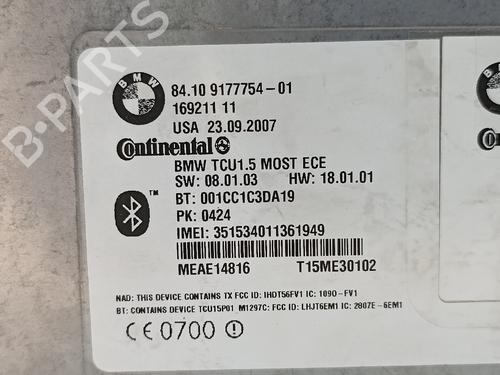 BMW
84.10 9177754-01
169211 11
USA 23.09.2007
Continental
BMW TCU1.5 MOST ECE
SW: 08.01.03 HW: 18.01.01
TM
BT: 001CC1C3DA19
PK: 0424
IMEI: 351534011361949
MEAE14816 T15ME30102
NAD: THIS DEVICE CONTAINS TX FCC ID: IHDT56FV1 IC: 109O-FV1
BT: CONTAINS DEVICE TCU15P01 M1297C: FCC ID: LHJT6EM1 IC: 2807E-6EM1
CE 0700
B-PARTS